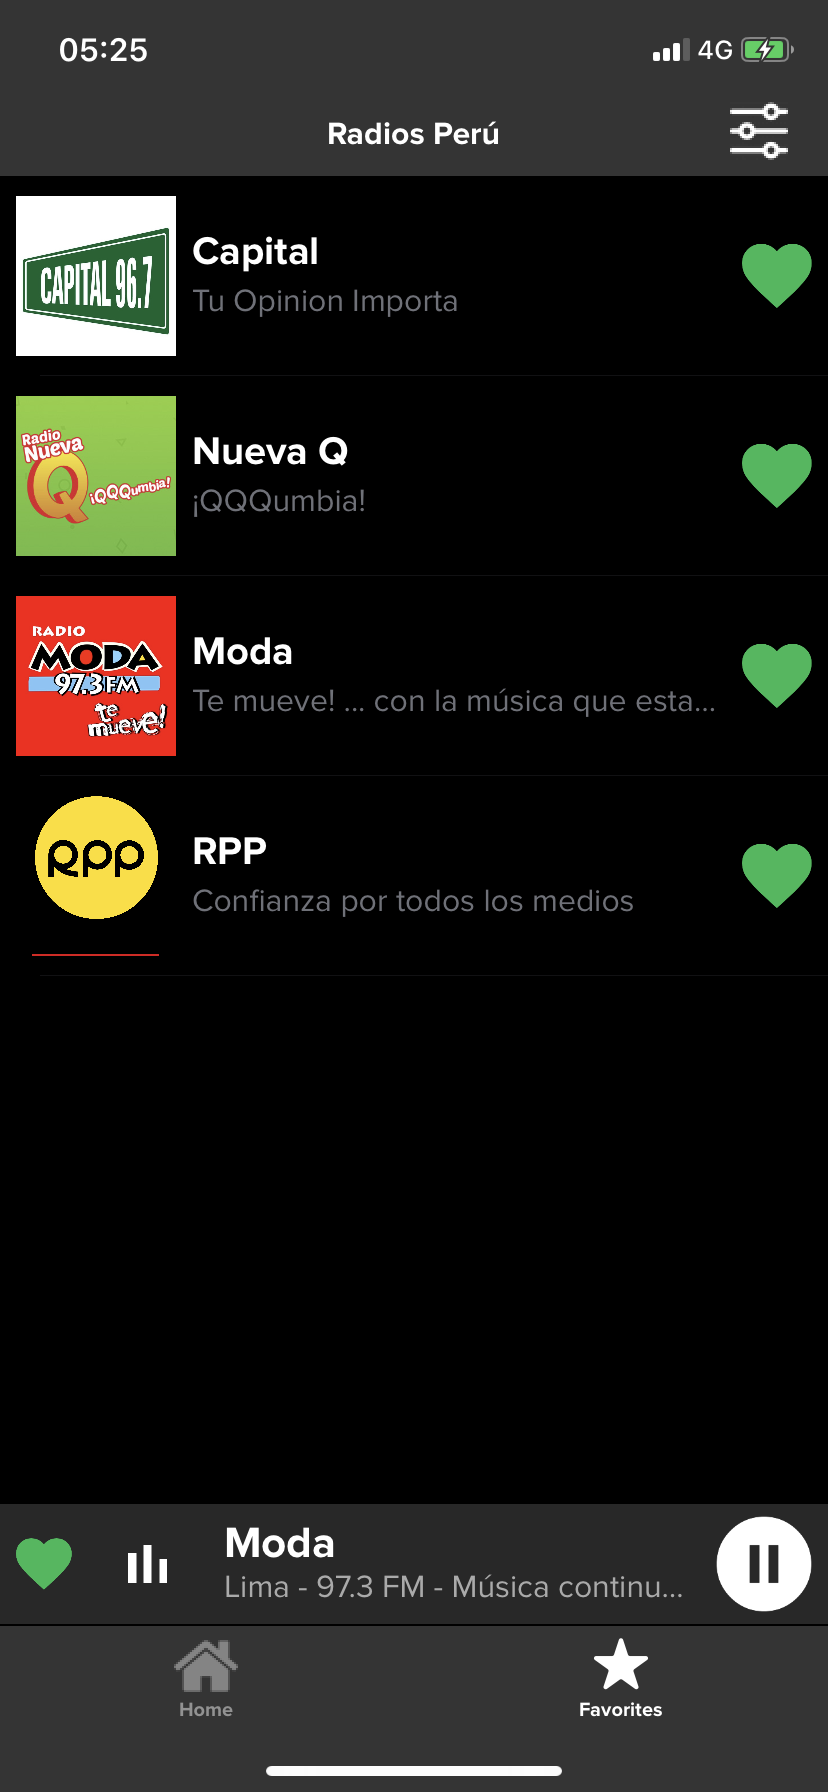 05:25
4G
Radios Perú
CAPITAL 96.7
Capital
Tu Opinion Importa
Radio
Nueva
Q
¡QQQumbia!
Nueva Q
¡QQQumbia!
RADIO
MODA
97.3 FM
te
mueve!
Moda
Te mueve! ... con la música que esta...
rpp
RPP
Confianza por todos los medios
Moda
Lima - 97.3 FM - Música continu...
Home
Favorites